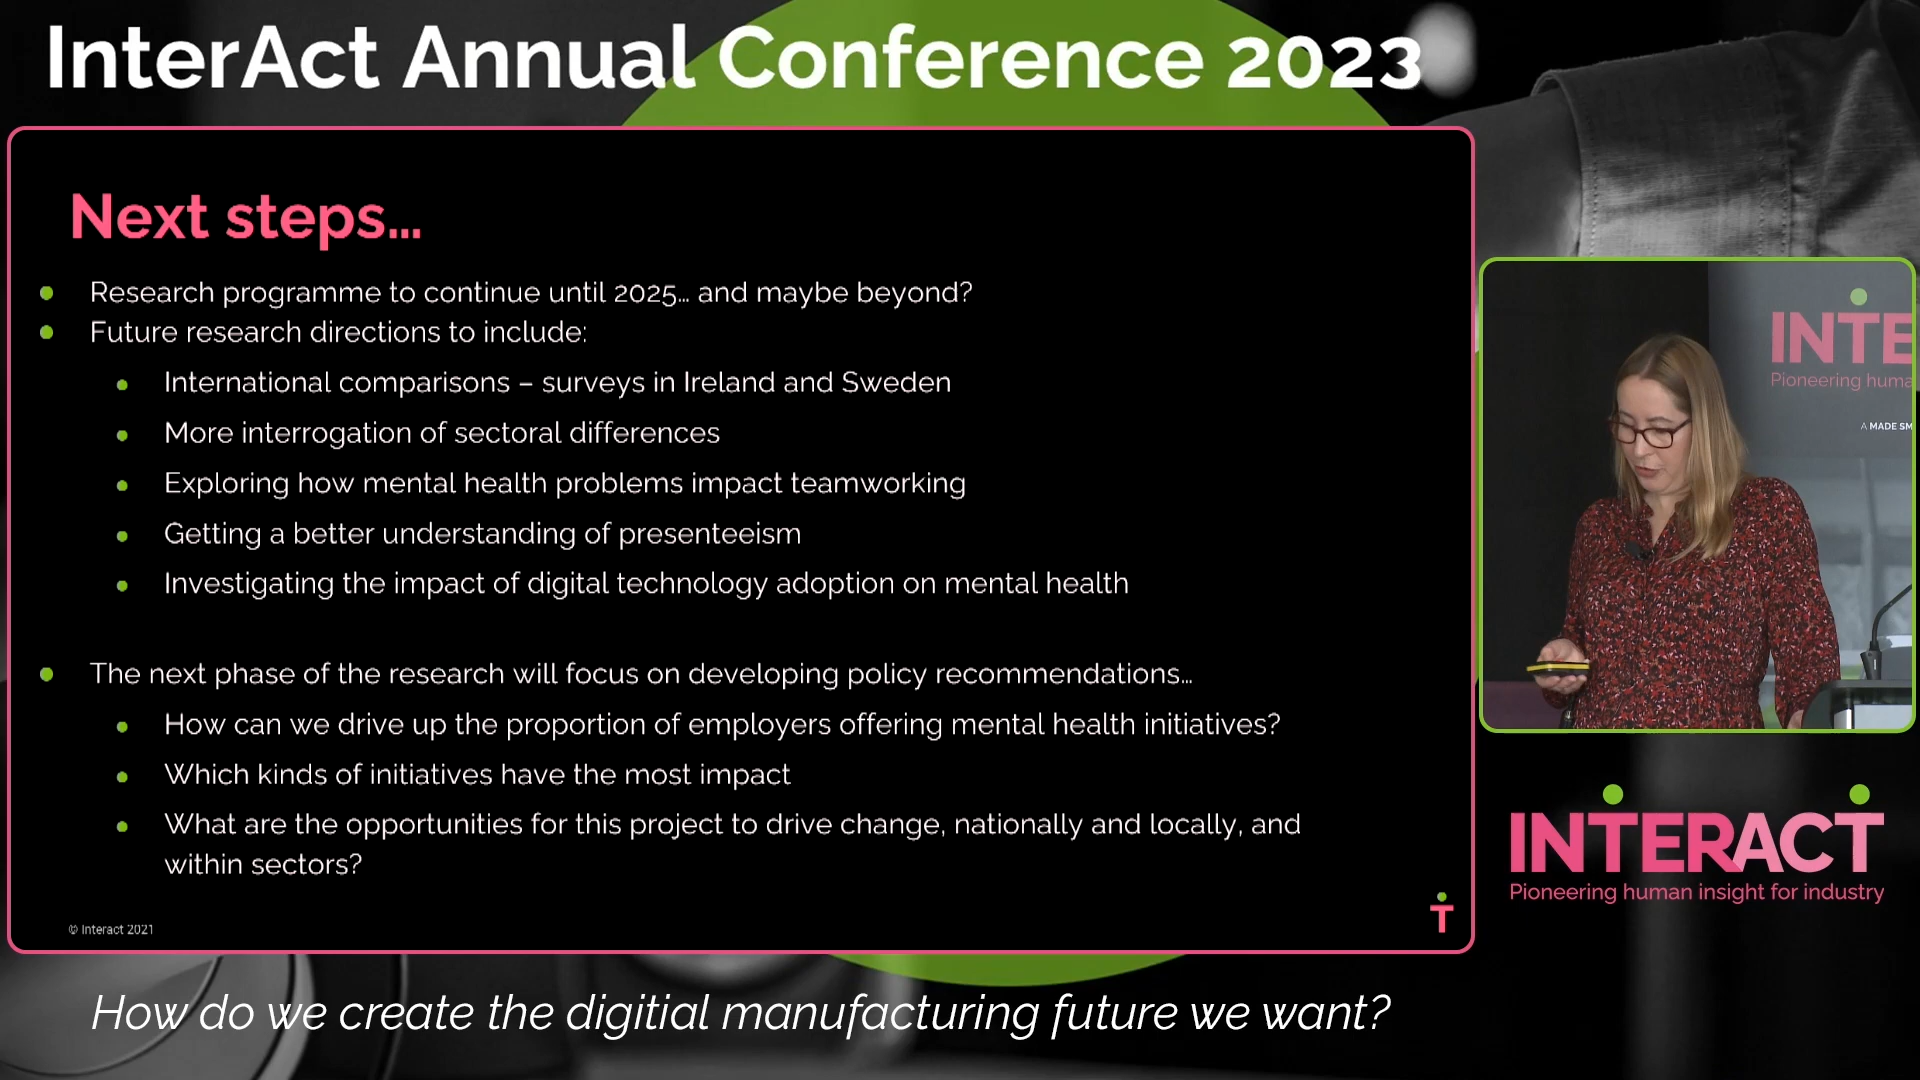 InterAct Annual Conference 2023
Next steps...
Research programme to continue until 2025... and maybe beyond?
Future research directions to include:
International comparisons – surveys in Ireland and Sweden
More interrogation of sectoral differences
Exploring how mental health problems impact teamworking
Getting a better understanding of presenteeism
Investigating the impact of digital technology adoption on mental health
The next phase of the research will focus on developing policy recommendations...
How can we drive up the proportion of employers offering mental health initiatives?
Which kinds of initiatives have the most impact
What are the opportunities for this project to drive change, nationally and locally, and
within sectors?
© Interact 2021
T
INTE
Pioneering huma
A MADE SM
INTERACT
Pioneering human insight for industry
How do we create the digitial manufacturing future we want?